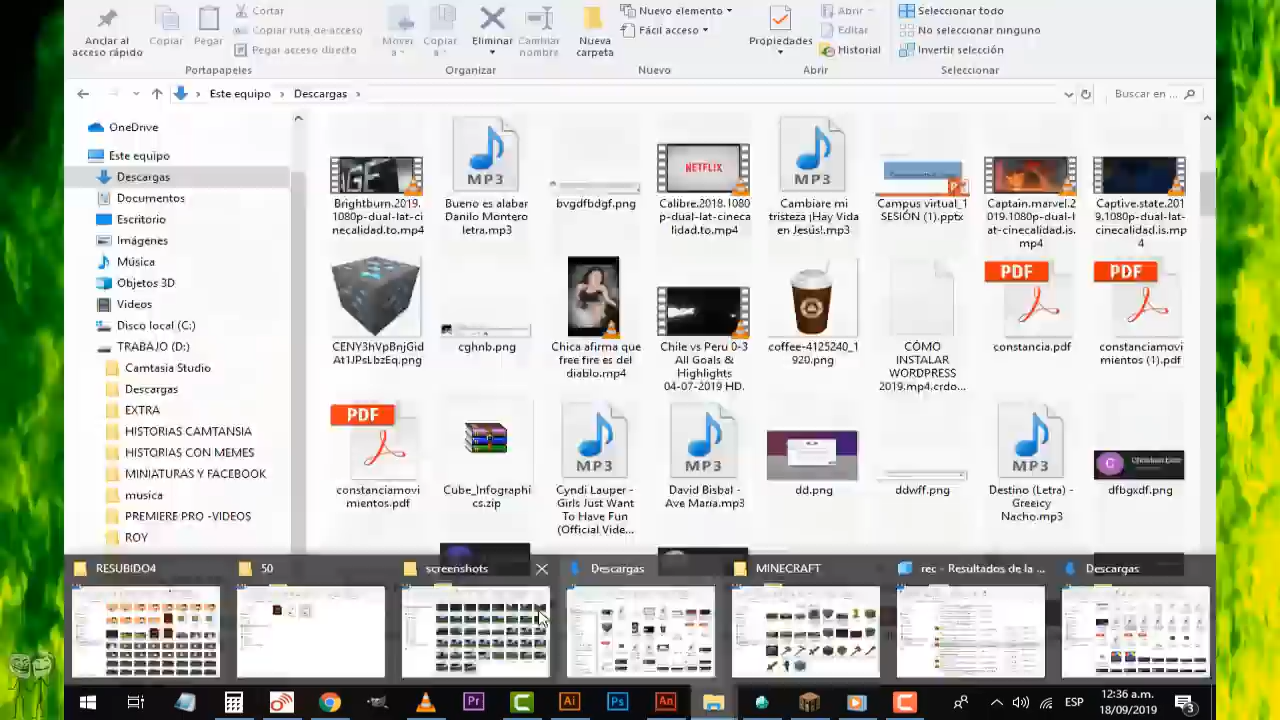 Anclar al
acceso rápido
Copiar
Pegar
Cortar
Copiar ruta de acceso
Pegar acceso directo
Portapapeles
Mover
a
Copiar
a
Eliminar
Cambiar
nombre
Organizar
Nueva
carpeta
Nuevo elemento
Fácil acceso
Nuevo
Propiedades
Abrir
Editar
Historial
Abrir
Seleccionar todo
No seleccionar ninguno
Invertir selección
Seleccionar
Este equipo
Descargas
Buscar en ...
OneDrive
Este equipo
Descargas
Documentos
Escritorio
Imágenes
Música
Objetos 3D
Videos
Disco local (C:)
TRABAJO (D:)
Camtasia Studio
Descargas
EXTRA
HISTORIAS CAMTANSIA
HISTORIAS CON MEMES
MINIATURAS Y FACEBOOK
musica
PREMIERE PRO -VIDEOS
ROY
Brightburn.2019.
1080p-dual-lat-ci
necalidad.to.mp4
MP3
Bueno es alabar
Danilo Montero
letra.mp3
bvgdfbdgf.png
NETFLIX
Calibre.2018.1080
p-dual-lat-cineca
lidad.to.mp4
MP3
Cambiare mi
tristeza ¡Hay Vida
en Jesús!.mp3
Campus virtual_1
SESIÓN (1).pptx
Captain.marvel.2
019.1080p-dual-l
at-cinecalidad.is.
mp4
Captive.state.201
9.1080p-dual-lat-
cinecalidad.is.mp
4
CENY3hVpBnjGid
At1JPsLbzEq.png
cghnb.png
Chica afirma que
free fire es del
diablo.mp4
Chile vs Peru 0-3
All Goals &
Highlights
04-07-2019 HD.
coffee-4125240_1
920.png
CÓMO
INSTALAR
WORDPRESS
2019.mp4.crdo...
PDF
constancia.pdf
PDF
constanciamovi
mientos (1).pdf
PDF
constanciamovi
mientos.pdf
Cube_Infographi
cs.zip
MP3
Cyndi Lauper -
Girls Just Want
To Have Fun
(Official Vide...
MP3
David Bisbal -
Ave Maria.mp3
dd.png
ddwff.png
MP3
Destino (Letra) -
Greeicy
Nacho.mp3
dfbgxdf.png
RESUBIDO4
50
screenshots
Descargas
MINECRAFT
rec - Resultados de la ...
Descargas
Pr
C
Ai
Ps
An
C
ESP
12:36 a.m.
18/09/2019
3